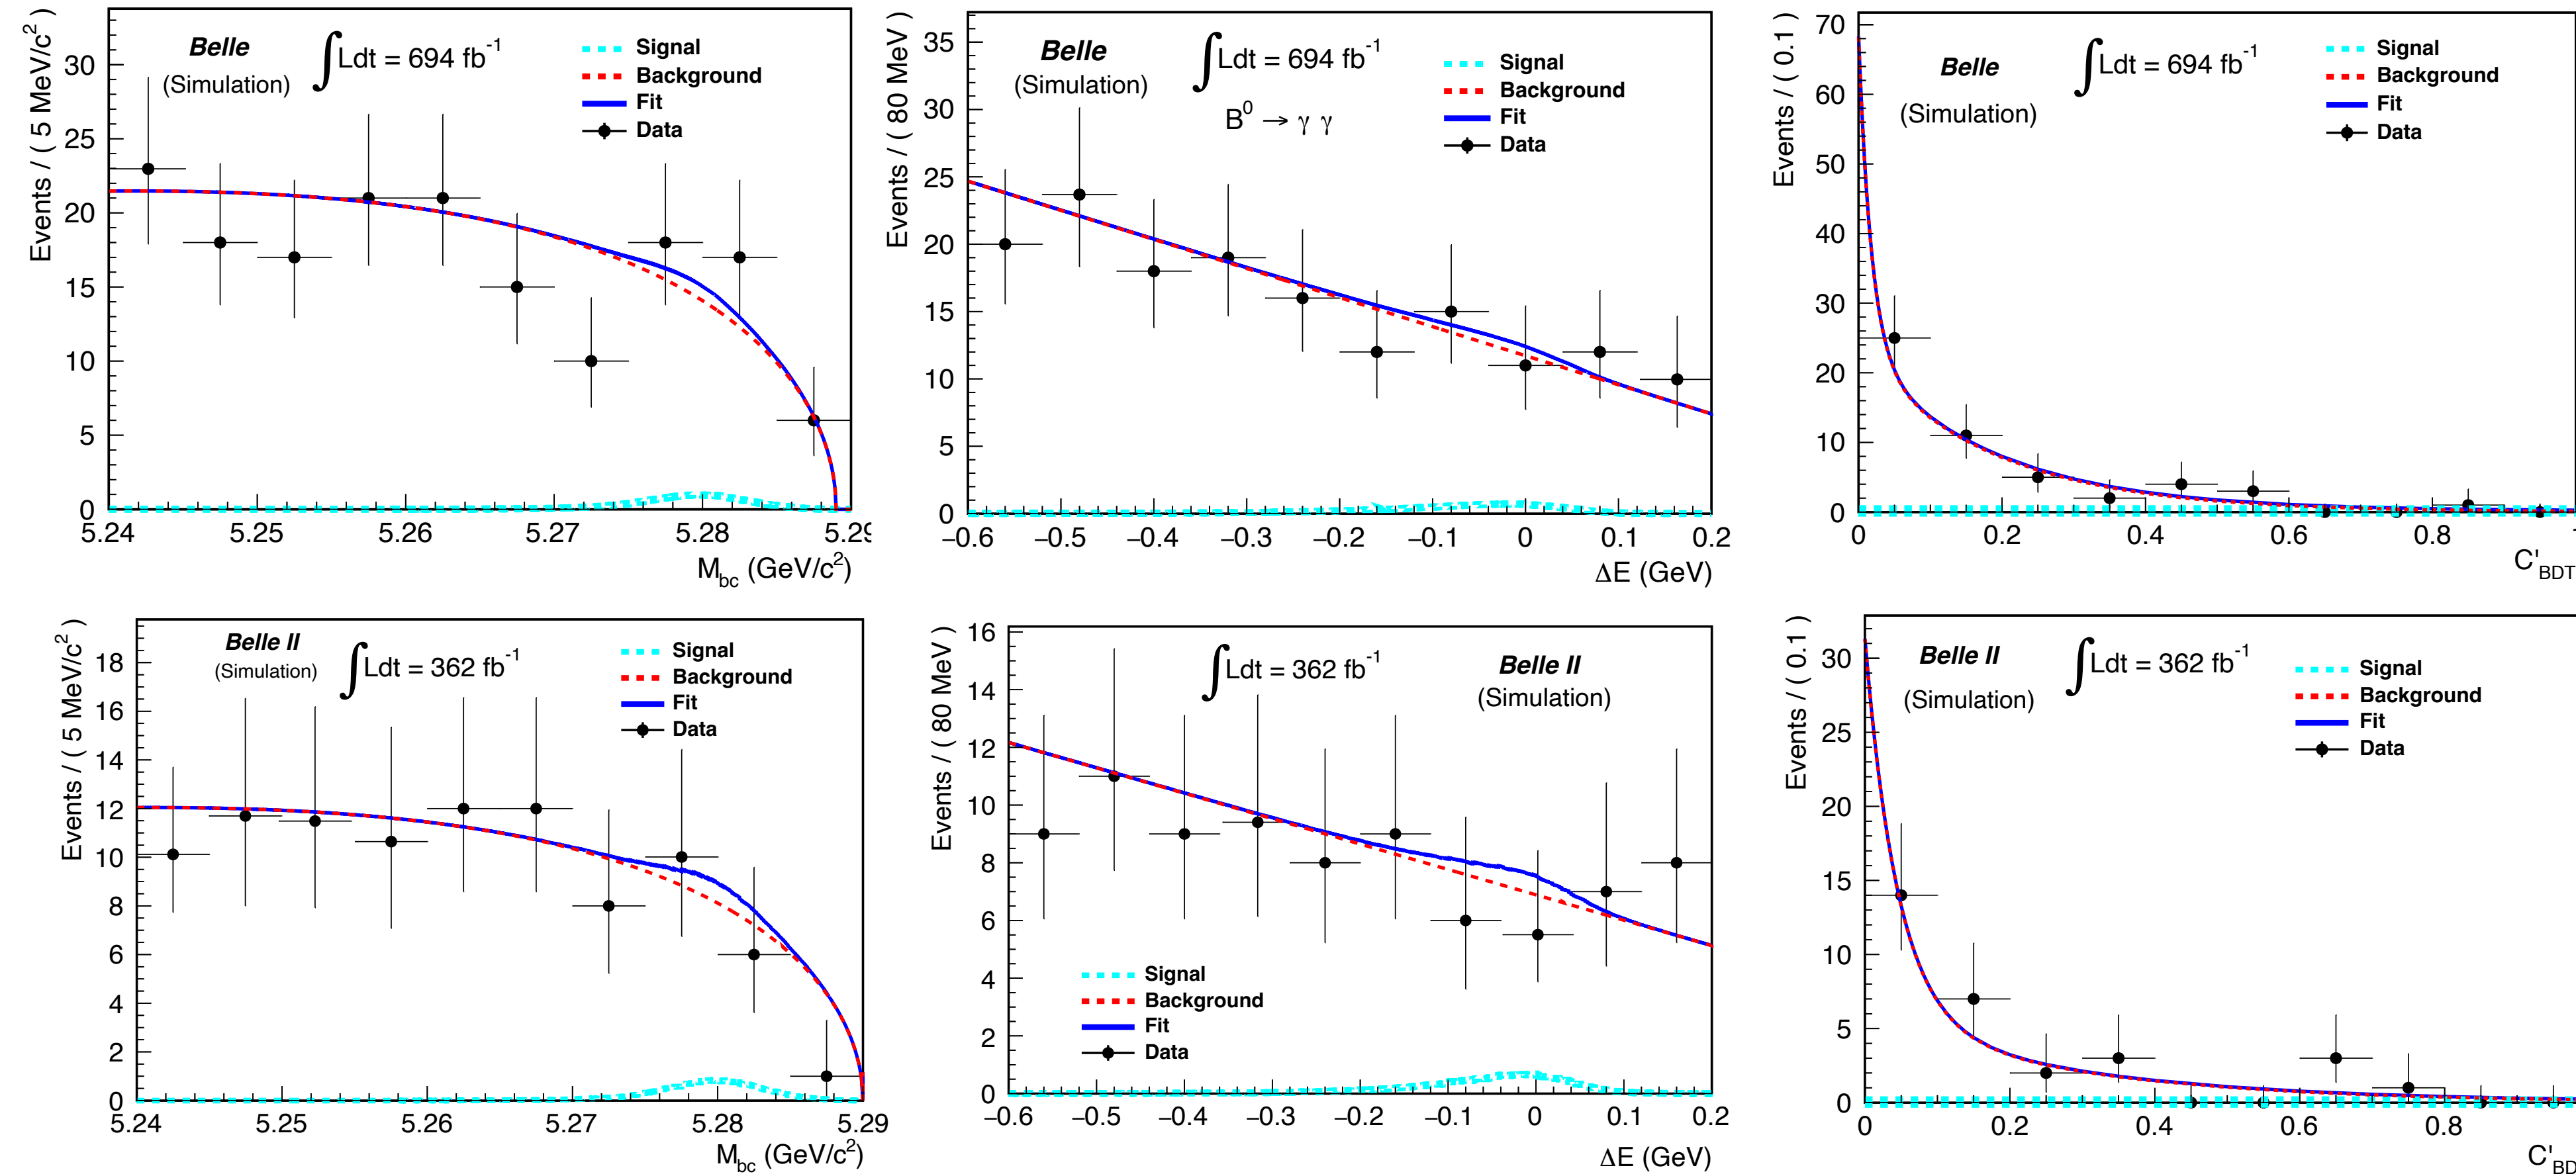 Events / ( 5 MeV/c²)
Belle
(Simulation)
∫Ldt = 694 fb⁻¹
Signal
Background
Fit
Data
30
25
20
15
10
5
0
5.24 5.25 5.26 5.27 5.28 5.29
M_bc (GeV/c²)
Events / ( 80 MeV )
Belle
(Simulation)
∫Ldt = 694 fb⁻¹
B⁰ → γ γ
Signal
Background
Fit
Data
35
30
25
20
15
10
5
0
−0.6 −0.5 −0.4 −0.3 −0.2 −0.1 0 0.1 0.2
ΔE (GeV)
Events / ( 0.1 )
Belle
(Simulation)
∫Ldt = 694 fb⁻¹
Signal
Background
Fit
Data
70
60
50
40
30
20
10
0
0 0.2 0.4 0.6 0.8
C'_BDT
Events / ( 5 MeV/c² )
Belle II
(Simulation)
∫Ldt = 362 fb⁻¹
Signal
Background
Fit
Data
18
16
14
12
10
8
6
4
2
0
5.24 5.25 5.26 5.27 5.28 5.29
M_bc (GeV/c²)
Events / ( 80 MeV )
∫Ldt = 362 fb⁻¹
Belle II
(Simulation)
Signal
Background
Fit
Data
16
14
12
10
8
6
4
2
0
−0.6 −0.5 −0.4 −0.3 −0.2 −0.1 0 0.1 0.2
ΔE (GeV)
Events / ( 0.1 )
Belle II
(Simulation)
∫Ldt = 362 fb⁻¹
Signal
Background
Fit
Data
30
25
20
15
10
5
0
0 0.2 0.4 0.6 0.8
C'_BD